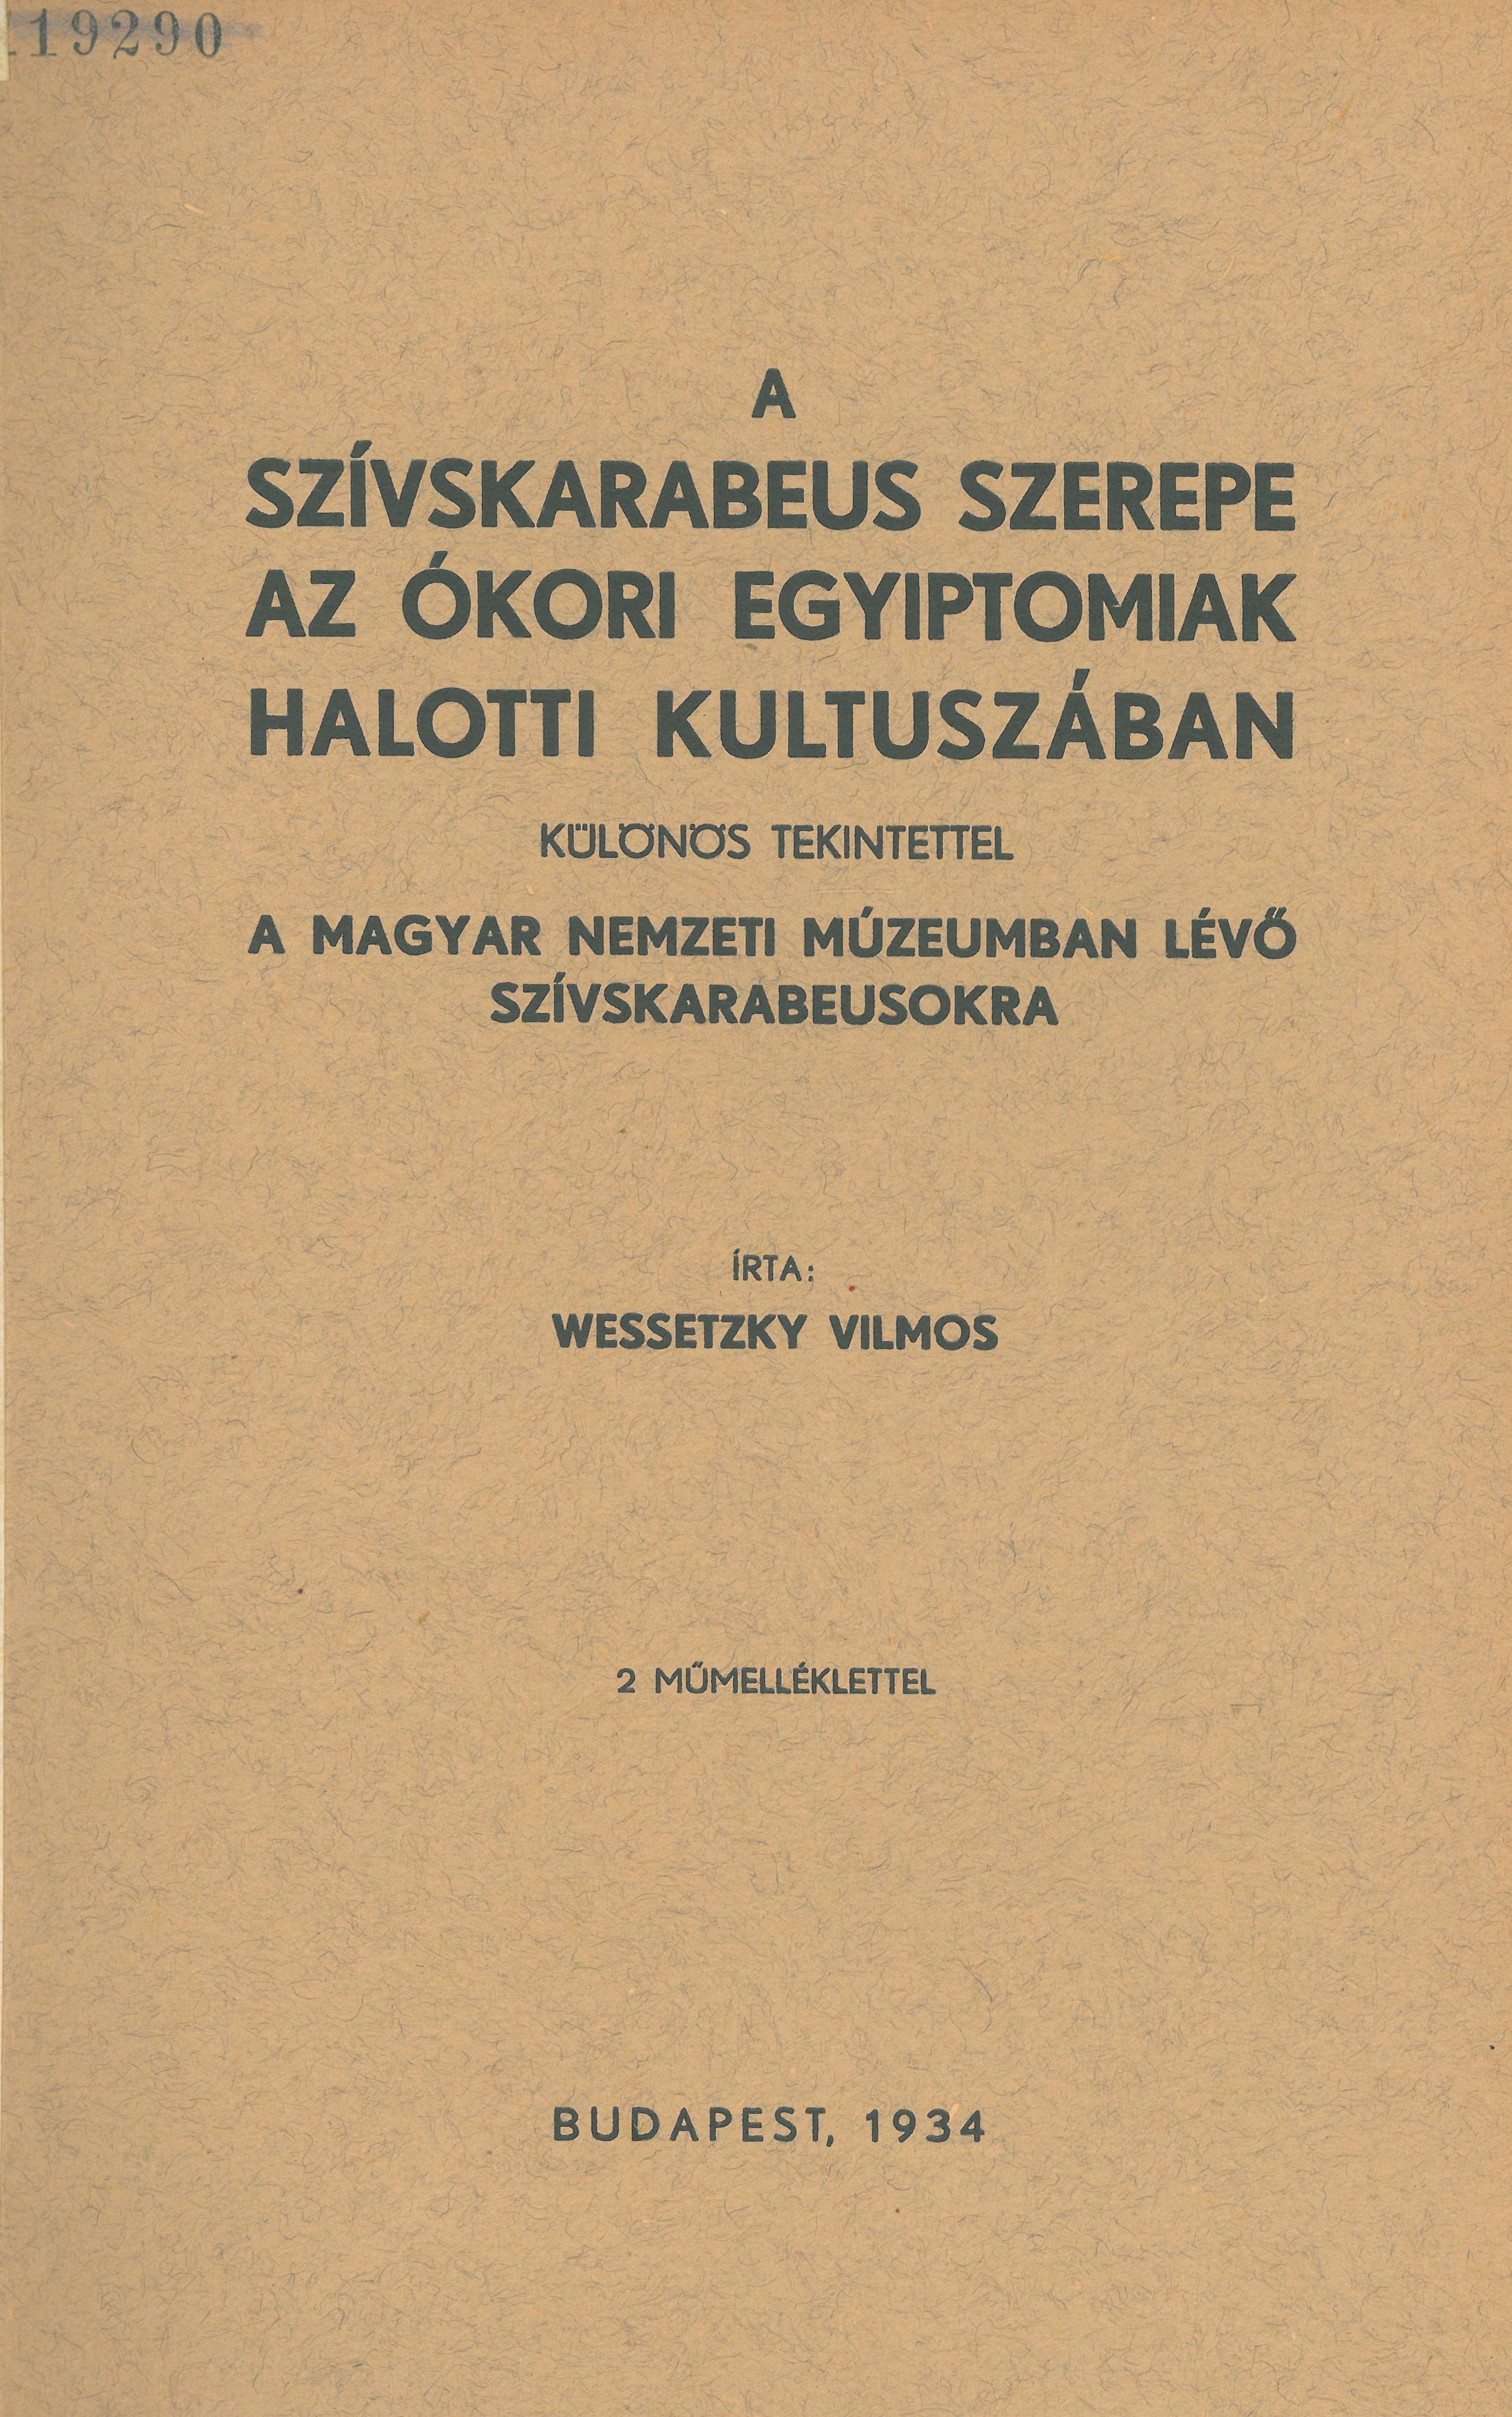 19290
A
SZÍVSKARABEUS SZEREPE
AZ ÓKORI EGYIPTOMIAK
HALOTTI KULTUSZÁBAN
KÜLÖNÖS TEKINTETTEL
A MAGYAR NEMZETI MÚZEUMBAN LÉVŐ
SZÍVSKARABEUSOKRA
ÍRTA:
WESSETZKY VILMOS
2 MŰMELLÉKLETTEL
BUDAPEST, 1934